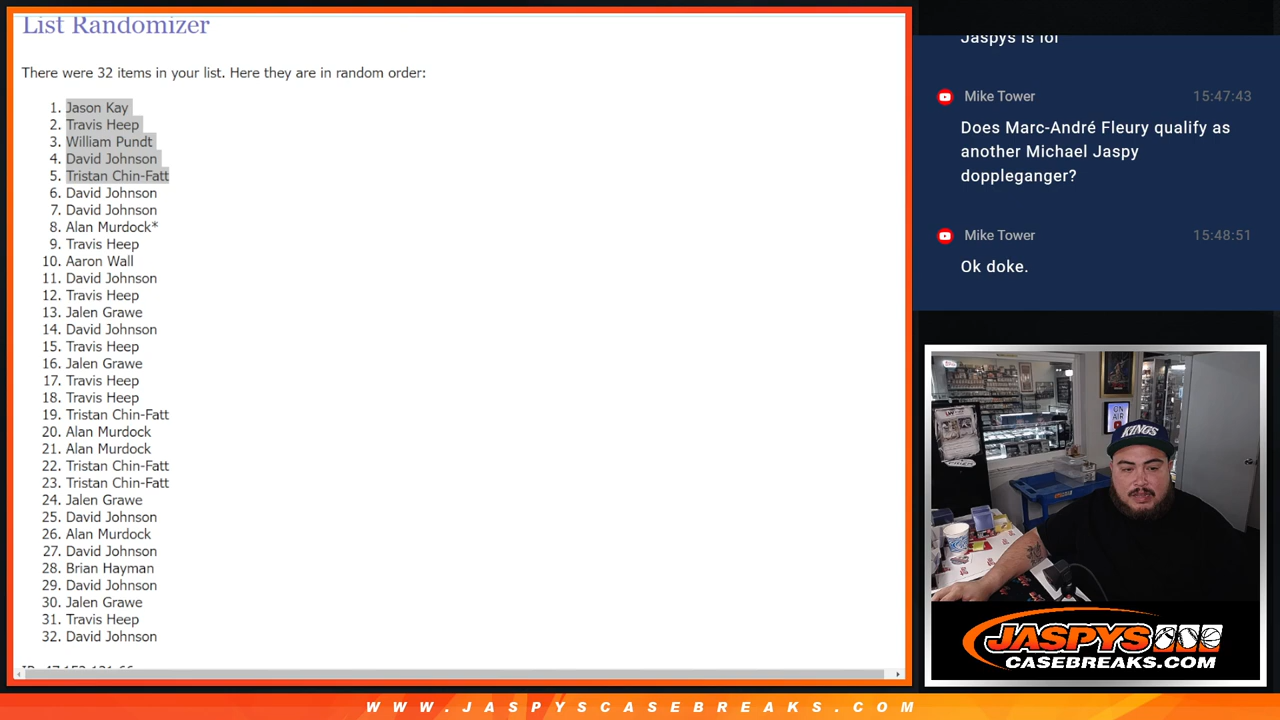 List Randomizer
There were 32 items in your list. Here they are in random order:
1. Jason Kay
2. Travis Heep
3. William Pundt
4. David Johnson
5. Tristan Chin-Fatt
6. David Johnson
7. David Johnson
8. Alan Murdock*
9. Travis Heep
10. Aaron Wall
11. David Johnson
12. Travis Heep
13. Jalen Grawe
14. David Johnson
15. Travis Heep
16. Jalen Grawe
17. Travis Heep
18. Travis Heep
19. Tristan Chin-Fatt
20. Alan Murdock
21. Alan Murdock
22. Tristan Chin-Fatt
23. Tristan Chin-Fatt
24. Jalen Grawe
25. David Johnson
26. Alan Murdock
27. David Johnson
28. Brian Hayman
29. David Johnson
30. Jalen Grawe
31. Travis Heep
32. David Johnson
Jaspys is lol
Mike Tower 15:47:43
Does Marc-André Fleury qualify as
another Michael Jaspy
doppleganger?
Mike Tower 15:48:51
Ok doke.
ON
AIR
KINGS
JASPYS
CASEBREAKS.COM
WWW.JASPYSCASEBREAKS.COM